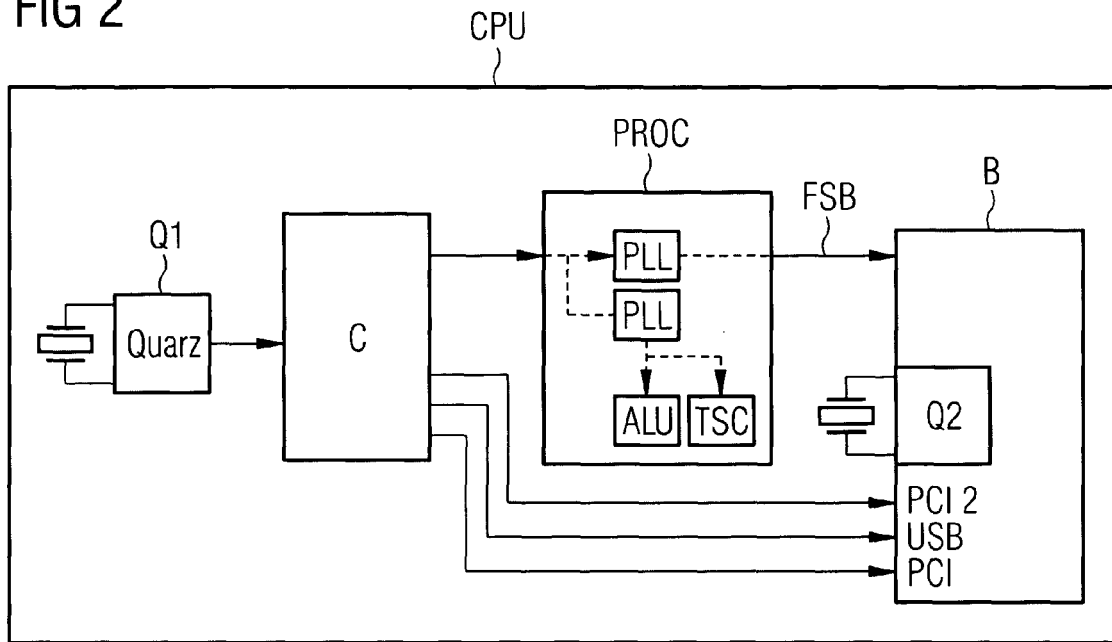 FIG 2
CPU
PROC
B
FSB
Q1
PLL
PLL
Quarz
C
ALU
TSC
Q2
PCI 2
USB
PCI